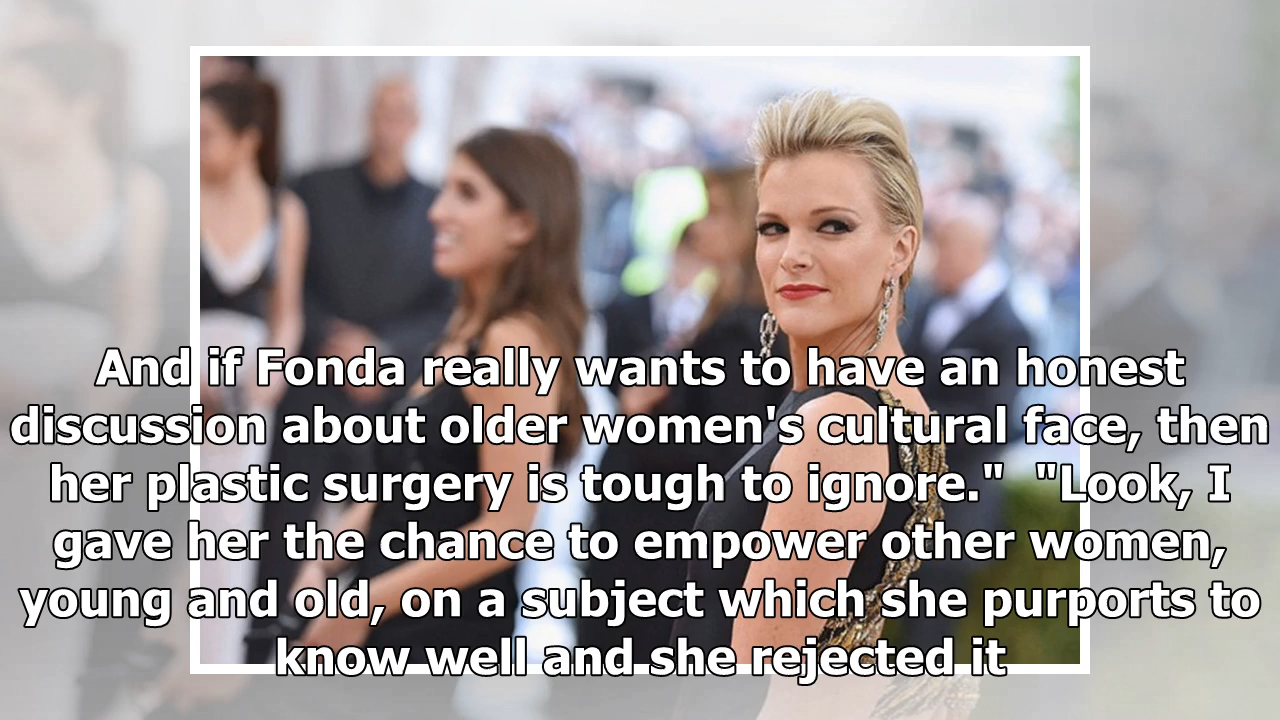 And if Fonda really wants to have an honest
discussion about older women's cultural face, then
her plastic surgery is tough to ignore."  "Look, I
gave her the chance to empower other women,
young and old, on a subject which she purports to
know well and she rejected it